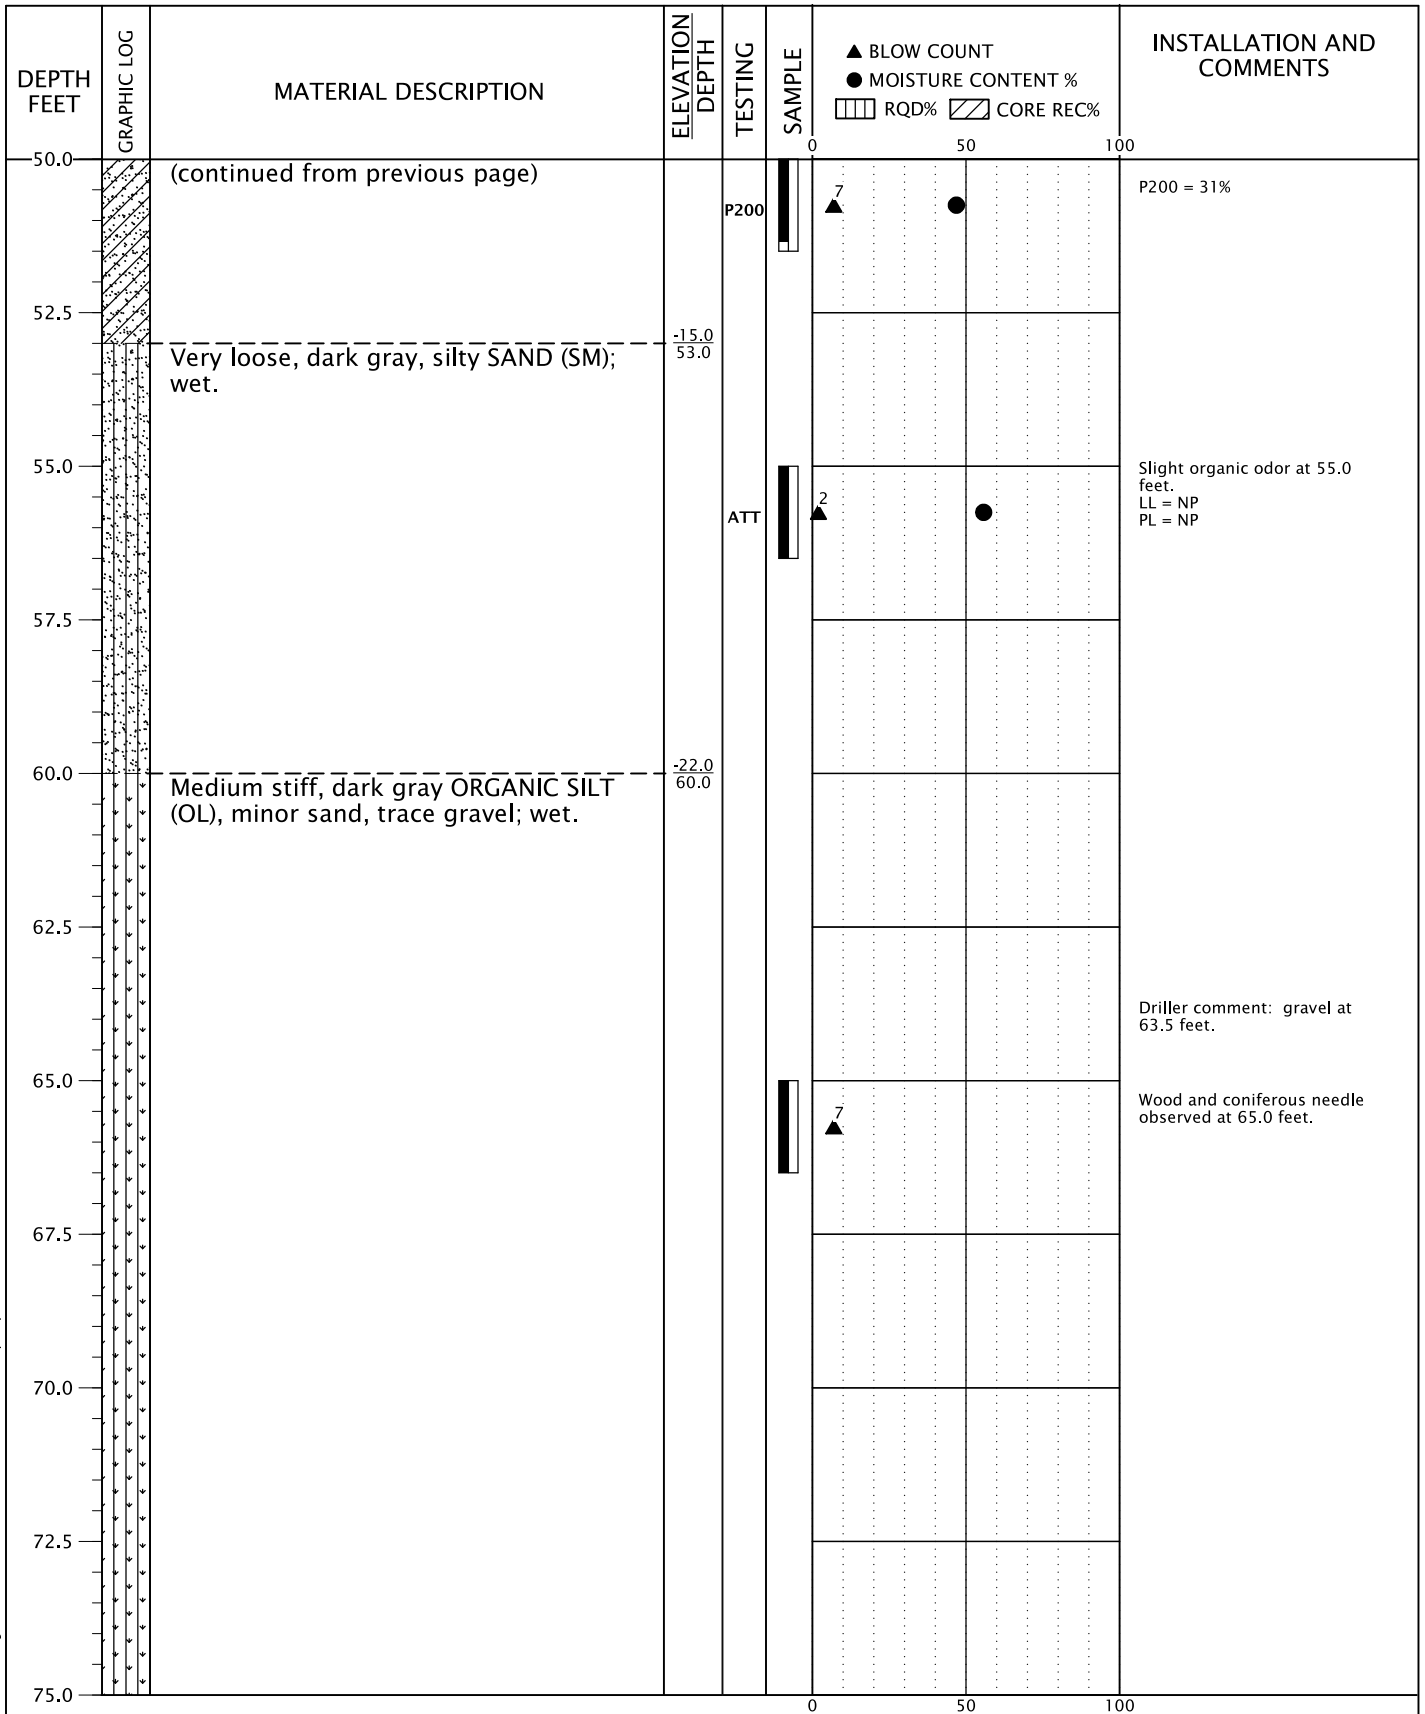 DEPTH
FEET
GRAPHIC LOG
MATERIAL DESCRIPTION
ELEVATION
DEPTH
TESTING
SAMPLE
▲ BLOW COUNT
● MOISTURE CONTENT %
RQD% CORE REC%
INSTALLATION AND
COMMENTS
0 50 100
50.0
(continued from previous page)
P200
7
P200 = 31%
52.5
-15.0
53.0
Very loose, dark gray, silty SAND (SM);
wet.
55.0
ATT
2
Slight organic odor at 55.0
feet.
LL = NP
PL = NP
57.5
60.0
-22.0
60.0
Medium stiff, dark gray ORGANIC SILT
(OL), minor sand, trace gravel; wet.
62.5
Driller comment: gravel at
63.5 feet.
65.0
7
Wood and coniferous needle
observed at 65.0 feet.
67.5
70.0
72.5
75.0
0 50 100